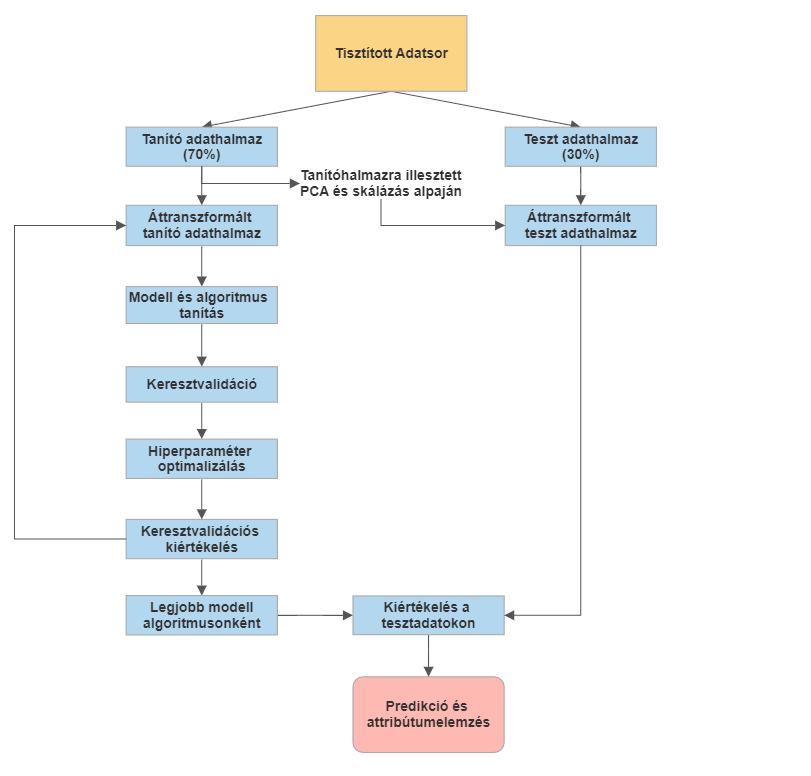 Tisztított Adatsor
Tanító adathalmaz
(70%)
Teszt adathalmaz
(30%)
Tanítóhalmazra illesztett
PCA és skálázás alpaján
Áttranszformált
tanító adathalmaz
Áttranszformált
teszt adathalmaz
Modell és algoritmus
tanítás
Keresztvalidáció
Hiperparaméter
optimalizálás
Keresztvalidációs
kiértékelés
Legjobb modell
algoritmusonként
Kiértékelés a
tesztadatokon
Predikció és
attribútumelemzés